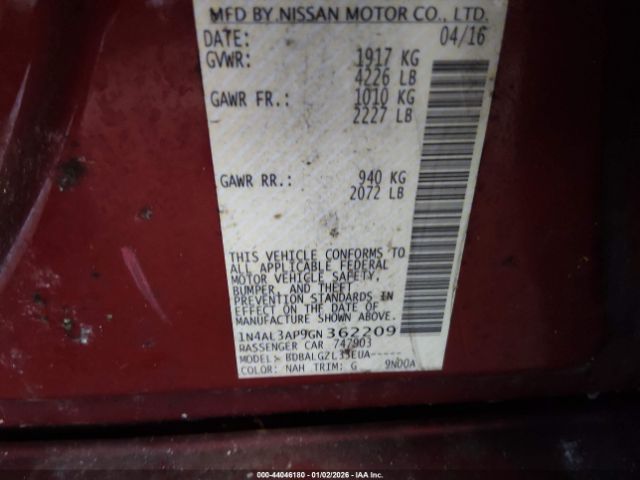 MFD BY NISSAN MOTOR CO., LTD.
DATE: 04/16
GVWR: 1917 KG
4226 LB
GAWR FR.: 1010 KG
2227 LB
GAWR RR.: 940 KG
2072 LB
THIS VEHICLE CONFORMS TO
ALL APPLICABLE FEDERAL
MOTOR VEHICLE SAFETY,
BUMPER, AND THEFT
PREVENTION STANDARDS IN
EFFECT ON THE DATE OF
MANUFACTURE SHOWN ABOVE.
1N4AL3AP9GN362209
PASSENGER CAR 747903
MODEL: BDBALGZL33EUA-----
COLOR: NAH TRIM: G 9N00A
000-44046180 - 01/02/2026 - IAA Inc.